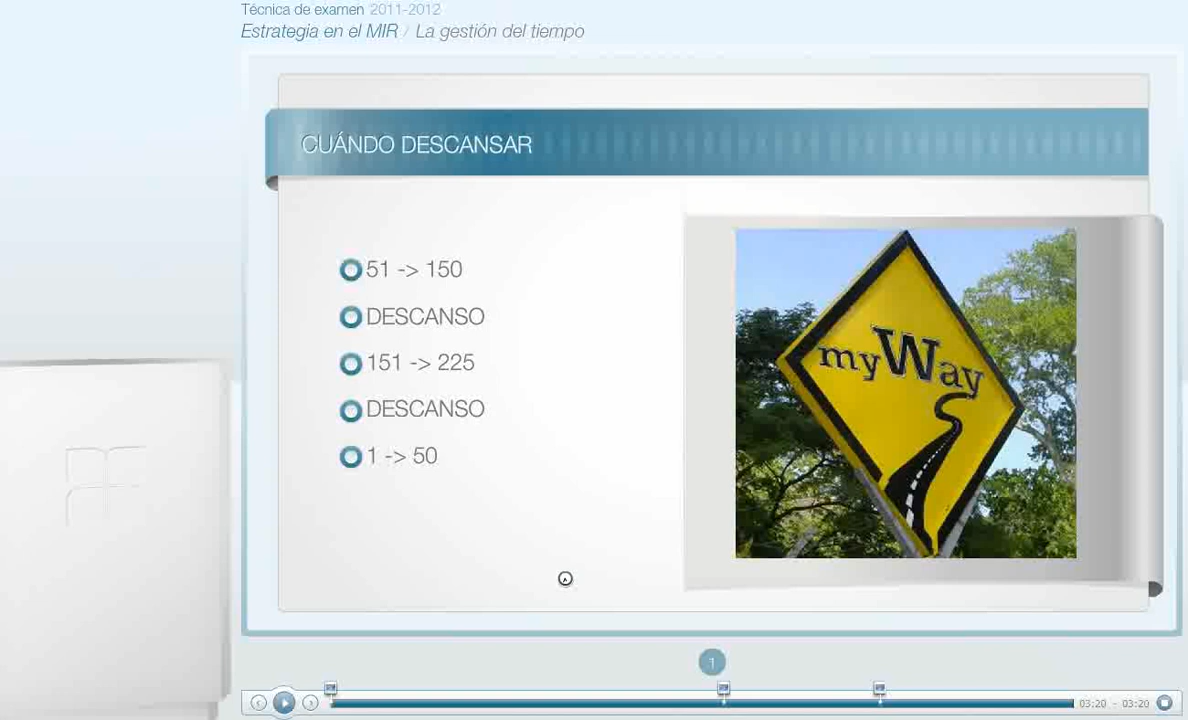 Técnica de examen 2011-2012
Estrategia en el MIR / La gestión del tiempo
CUÁNDO DESCANSAR
51 -> 150
DESCANSO
151 -> 225
DESCANSO
1 -> 50
myWay
1
03:20 - 03:20